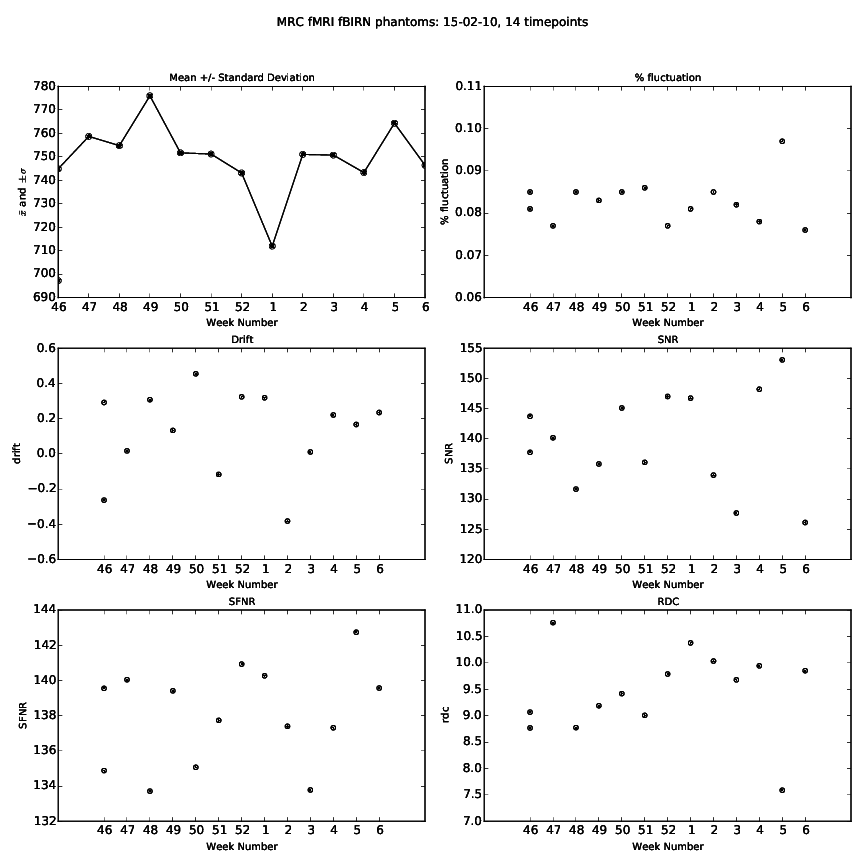 MRC fMRI fBIRN phantoms: 15-02-10, 14 timepoints
Mean +/- Standard Deviation
780
770
760
750
740
730
720
710
700
690
x̄ and ±σ
46 47 48 49 50 51 52 1 2 3 4 5 6
Week Number
% fluctuation
0.11
0.10
0.09
0.08
0.07
0.06
% fluctuation
46 47 48 49 50 51 52 1 2 3 4 5 6
Week Number
Drift
0.6
0.4
0.2
0.0
−0.2
−0.4
−0.6
drift
46 47 48 49 50 51 52 1 2 3 4 5 6
Week Number
SNR
155
150
145
140
135
130
125
120
SNR
46 47 48 49 50 51 52 1 2 3 4 5 6
Week Number
SFNR
144
142
140
138
136
134
132
SFNR
46 47 48 49 50 51 52 1 2 3 4 5 6
Week Number
RDC
11.0
10.5
10.0
9.5
9.0
8.5
8.0
7.5
7.0
rdc
46 47 48 49 50 51 52 1 2 3 4 5 6
Week Number